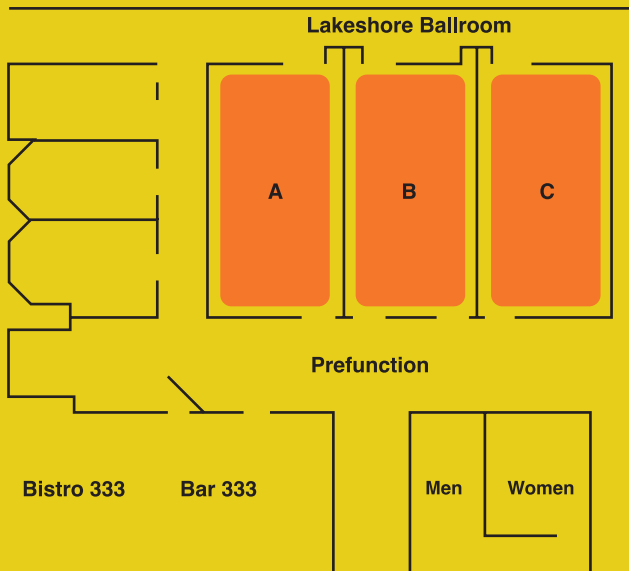 Lakeshore Ballroom
A
B
C
Prefunction
Bistro 333
Bar 333
Men
Women